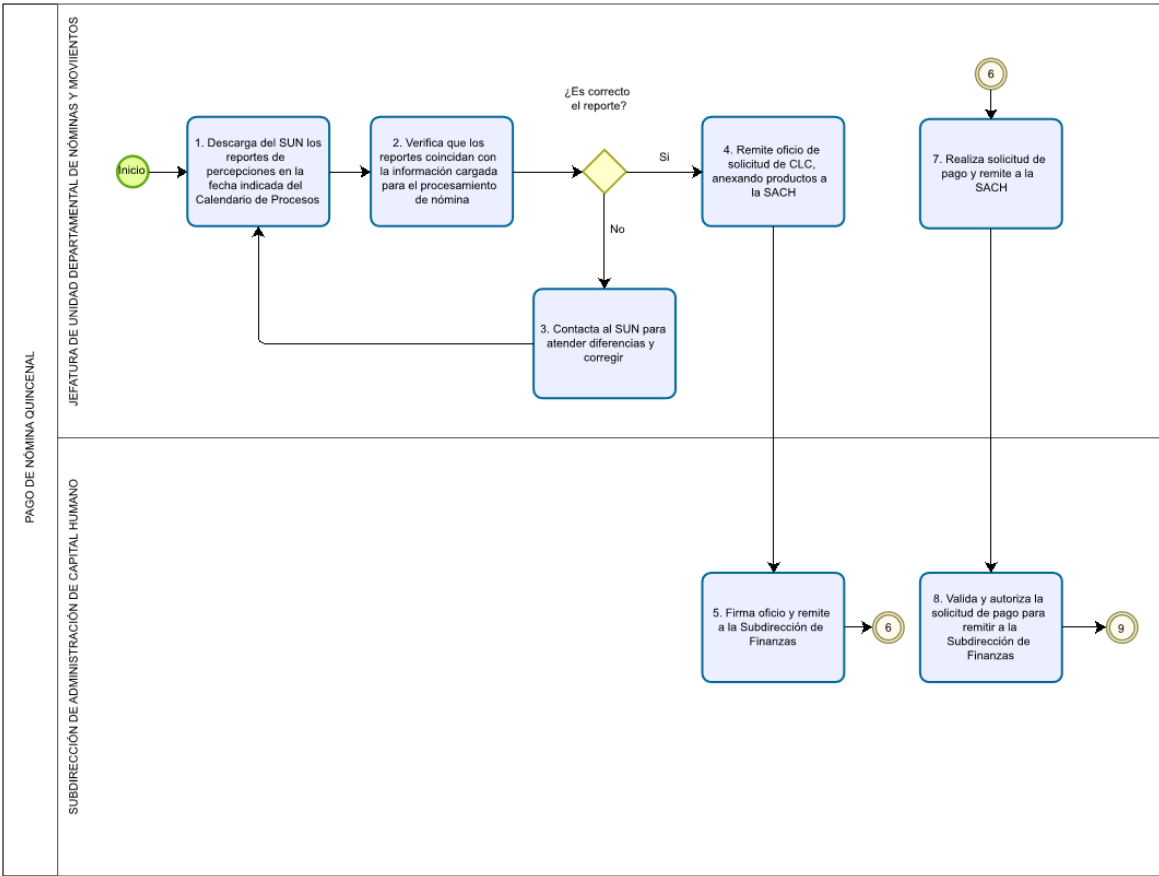 PAGO DE NÓMINA QUINCENAL
JEFATURA DE UNIDAD DEPARTAMENTAL DE NÓMINAS Y MOVIIENTOS
Inicio
1. Descarga del SUN los
reportes de
percepciones en la
fecha indicada del
Calendario de Procesos
2. Verifica que los
reportes coincidan con
la información cargada
para el procesamiento
de nómina
¿Es correcto
el reporte?
Si
No
3. Contacta al SUN para
atender diferencias y
corregir
4. Remite oficio de
solicitud de CLC,
anexando productos a
la SACH
6
7. Realiza solicitud de
pago y remite a la
SACH
SUBDIRECCIÓN DE ADMINISTRACIÓN DE CAPITAL HUMANO
5. Firma oficio y remite
a la Subdirección de
Finanzas
6
8. Valida y autoriza la
solicitud de pago para
remitir a la
Subdirección de
Finanzas
9